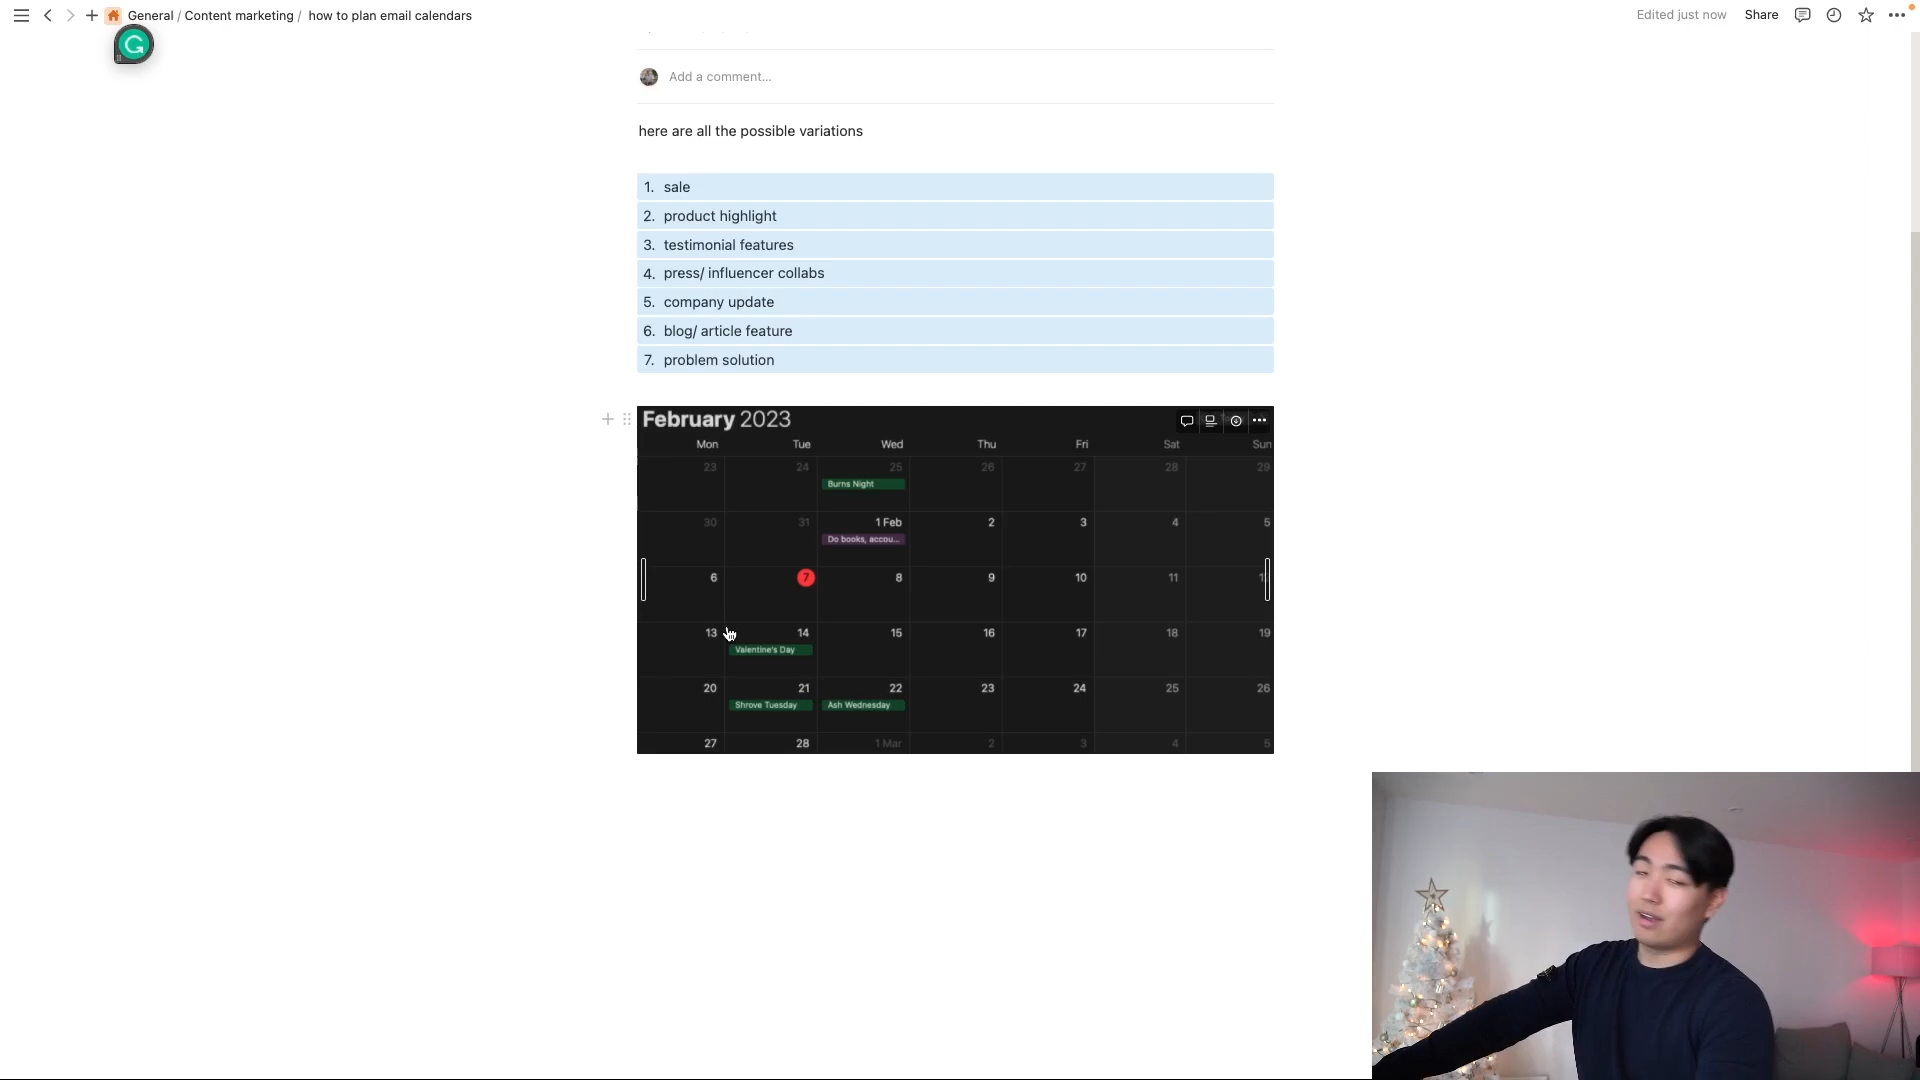 General / Content marketing / how to plan email calendars
Edited just now Share
Add a comment...
here are all the possible variations
1. sale
2. product highlight
3. testimonial features
4. press/ influencer collabs
5. company update
6. blog/ article feature
7. problem solution
February 2023
Mon Tue Wed Thu Fri Sat Sun
23 24 25 26 27 28 29
Burns Night
30 31 1 Feb 2 3 4 5
Do books, accou...
6 7 8 9 10 11
13 14 15 16 17 18 19
Valentine's Day
20 21 22 23 24 25 26
Shrove Tuesday Ash Wednesday
27 28 1 Mar 2 3 4 5